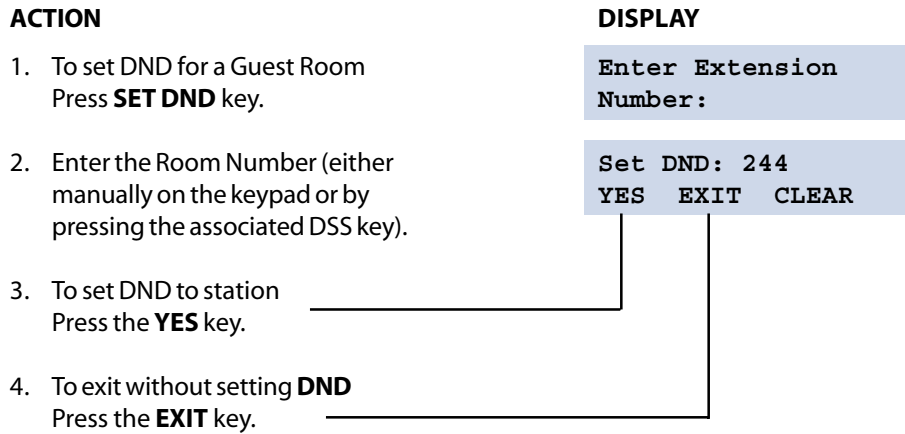 ACTION DISPLAY
1. To set DND for a Guest Room
Press SET DND key.
Enter Extension
Number:
2. Enter the Room Number (either
manually on the keypad or by
pressing the associated DSS key).
Set DND: 244
YES EXIT CLEAR
3. To set DND to station
Press the YES key.
4. To exit without setting DND
Press the EXIT key.